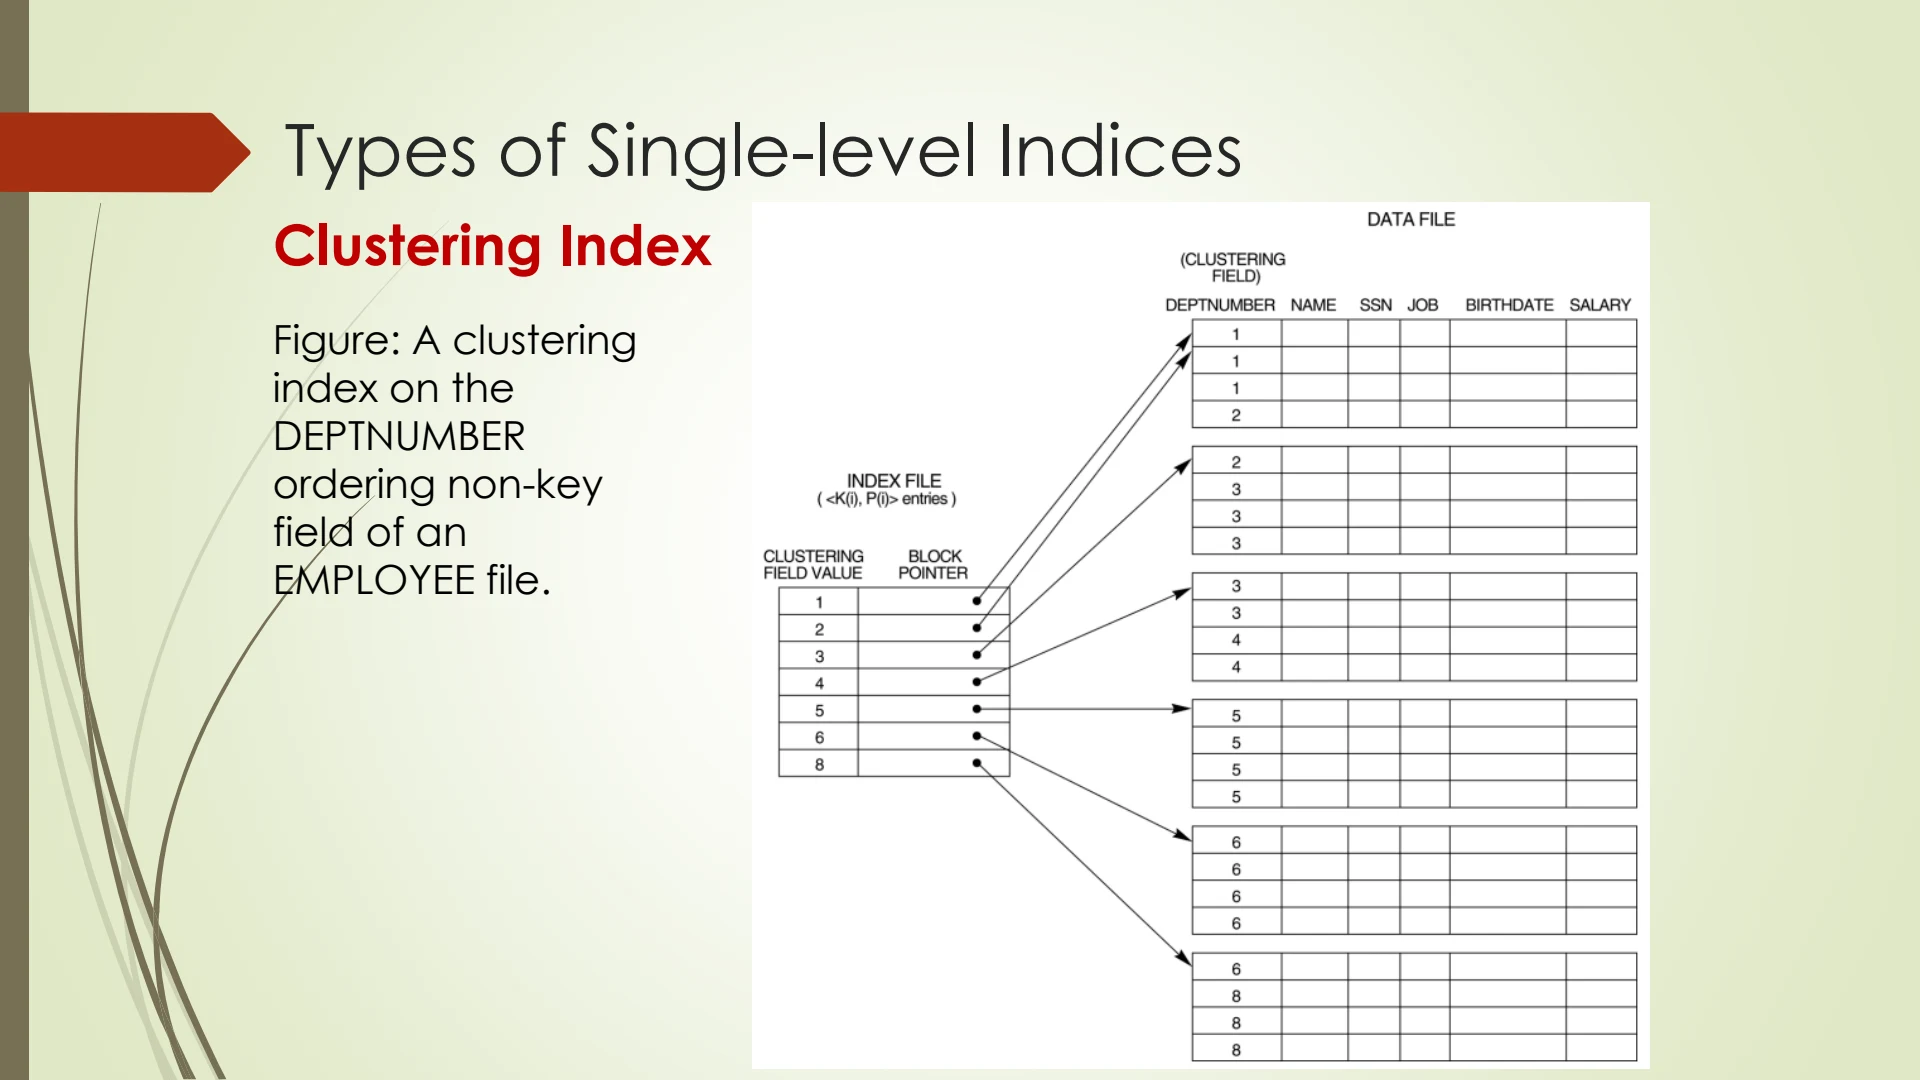 Types of Single-level Indices
Clustering Index
Figure: A clustering
index on the
DEPTNUMBER
ordering non-key
field of an
EMPLOYEE file.
INDEX FILE
( <K(i), P(i)> entries )
CLUSTERING FIELD VALUE
BLOCK POINTER
1
2
3
4
5
6
8
DATA FILE
(CLUSTERING
FIELD)
DEPTNUMBER NAME SSN JOB BIRTHDATE SALARY
1
1
1
2
2
3
3
3
3
3
4
4
5
5
5
5
6
6
6
6
6
8
8
8